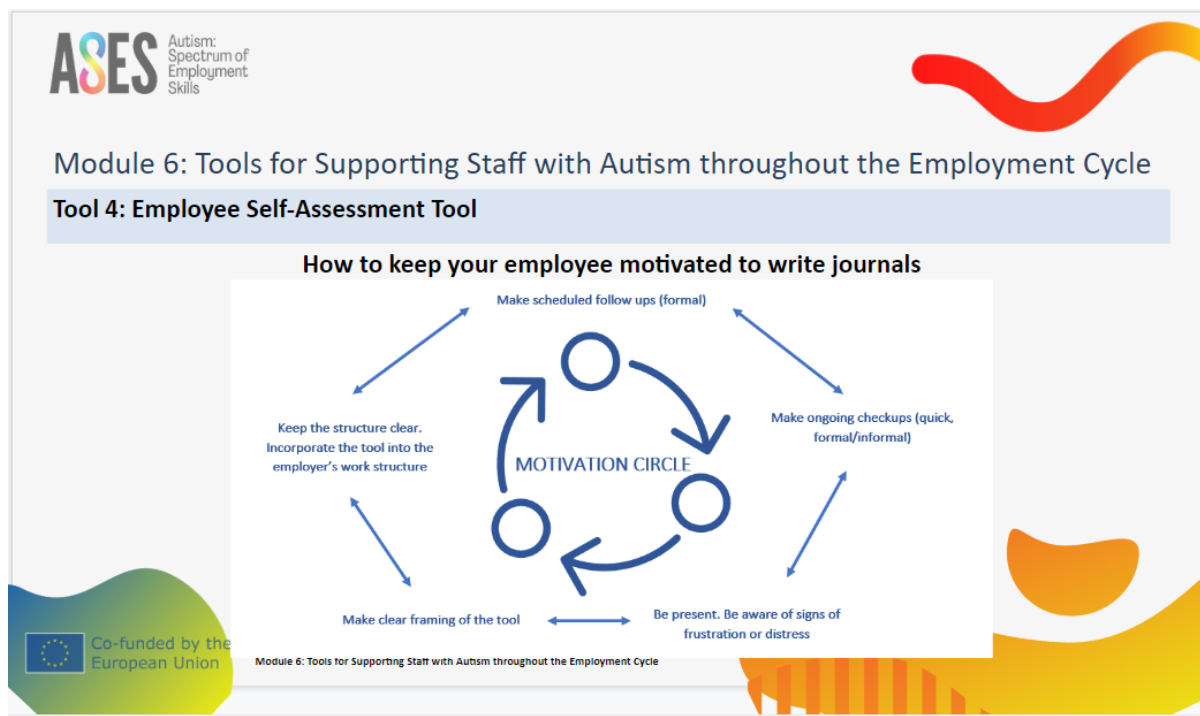 ASES
Autism:
Spectrum of
Employment
Skills
Module 6: Tools for Supporting Staff with Autism throughout the Employment Cycle
Tool 4: Employee Self-Assessment Tool
How to keep your employee motivated to write journals
Make scheduled follow ups (formal)
Keep the structure clear.
Incorporate the tool into the
employer's work structure
Make ongoing checkups (quick,
formal/informal)
MOTIVATION CIRCLE
Make clear framing of the tool
Be present. Be aware of signs of
frustration or distress
Co-funded by the
European Union
Module 6: Tools for Supporting Staff with Autism throughout the Employment Cycle